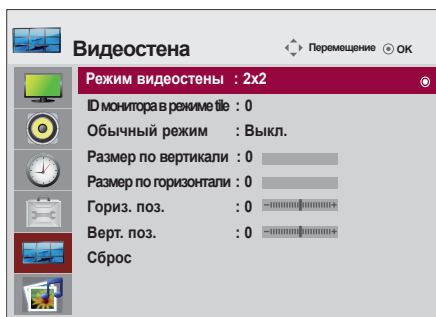 Видеостена
Перемещение OK
Режим видеостены : 2x2
ID монитора в режиме tile : 0
Обычный режим : Выкл.
Размер по вертикали : 0
Размер по горизонтали : 0
Гориз. поз. : 0 - +
Верт. поз. : 0 - +
Сброс